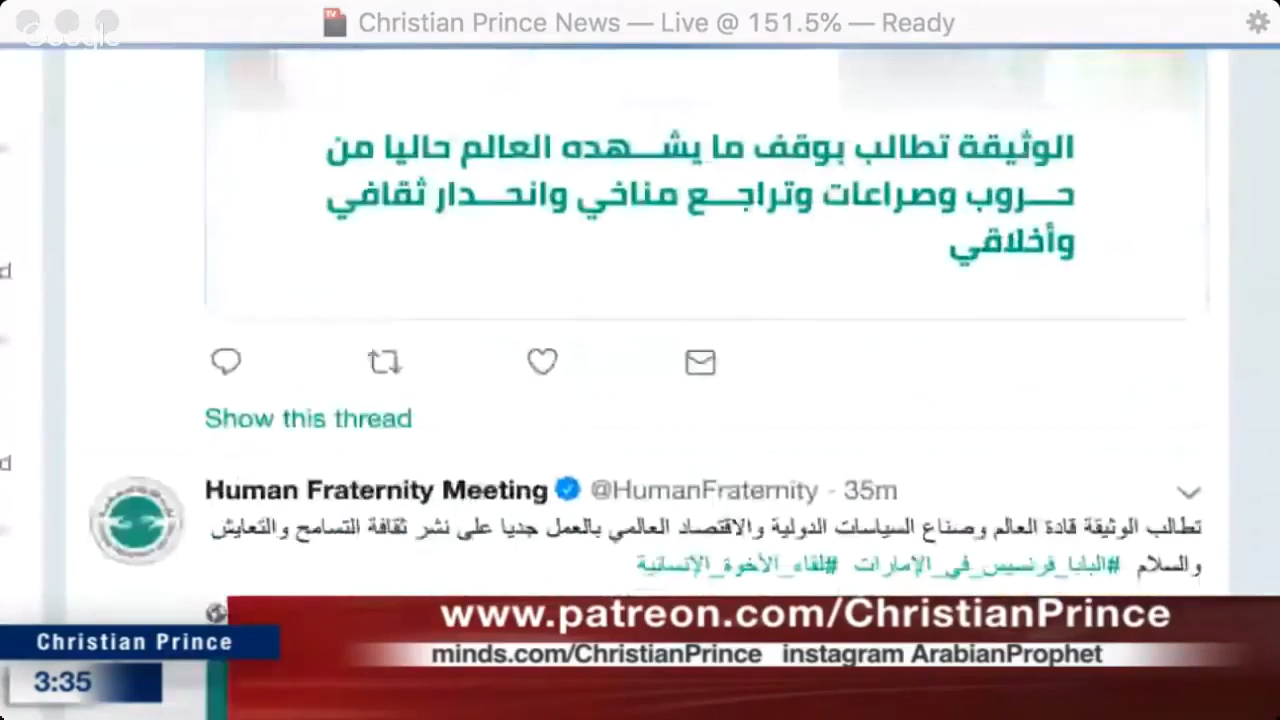 Christian Prince News — Live @ 151.5% — Ready
Google
الوثيقة تطالب بوقف ما يشـــهده العالم حاليا من
حـــروب وصراعات وتراجـــع مناخي وانحـــدار ثقافي
وأخلاقي
Show this thread
Human Fraternity Meeting @HumanFraternity · 35m
تطالب الوثيقة قادة العالم وصناع السياسات الدولية والاقتصاد العالمي بالعمل جديا على نشر ثقافة التسامح والتعايش
والسلام #البابا_فرنسيس_في_الإمارات #لقاء_الأخوة_الإنسانية
www.patreon.com/ChristianPrince
Christian Prince
minds.com/ChristianPrince instagram ArabianProphet
3:35